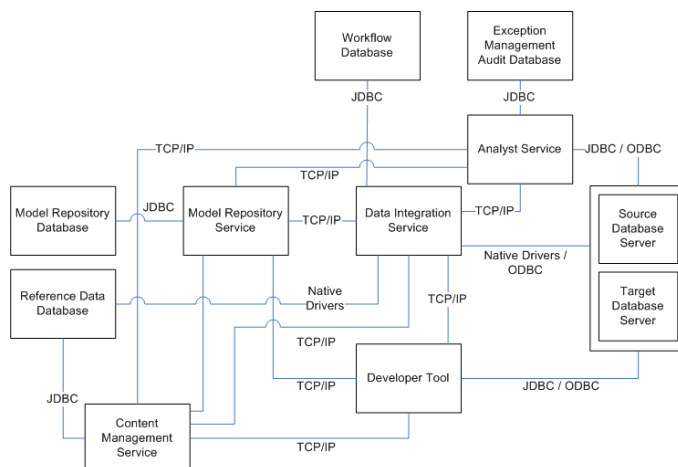 Workflow
Database
Exception
Management
Audit Database
JDBC
JDBC
TCP/IP
Analyst Service
JDBC / ODBC
TCP/IP
Model Repository
Database
JDBC
Model Repository
Service
TCP/IP
Data Integration
Service
TCP/IP
Source
Database
Server
Native Drivers /
ODBC
Reference Data
Database
Native
Drivers
TCP/IP
Target
Database
Server
TCP/IP
JDBC
TCP/IP
Developer Tool
JDBC / ODBC
Content
Management
Service
TCP/IP